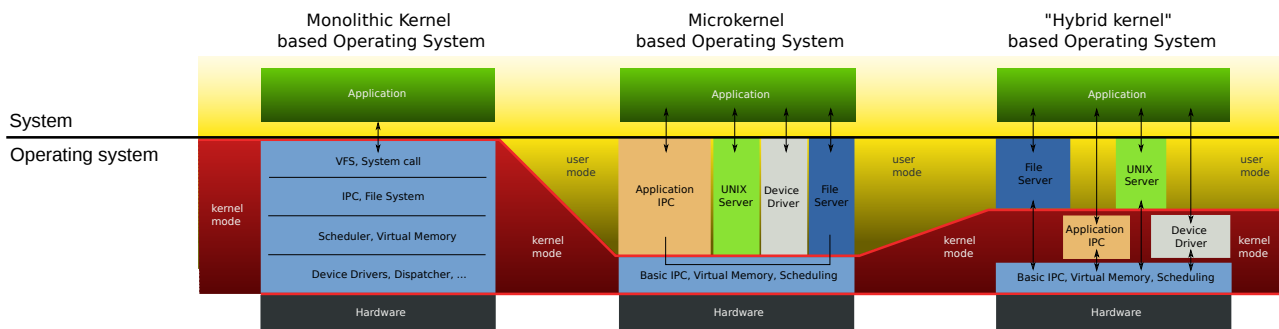 Monolithic Kernel
based Operating System
Microkernel
based Operating System
"Hybrid kernel"
based Operating System
Application
Application
Application
System
Operating system
kernel
mode
VFS, System call
IPC, File System
Scheduler, Virtual Memory
Device Drivers, Dispatcher, ...
Hardware
user
mode
kernel
mode
Application
IPC
UNIX
Server
Device
Driver
File
Server
Basic IPC, Virtual Memory, Scheduling
Hardware
user
mode
kernel
mode
File
Server
UNIX
Server
Application
IPC
Device
Driver
Basic IPC, Virtual Memory, Scheduling
Hardware
user
mode
kernel
mode